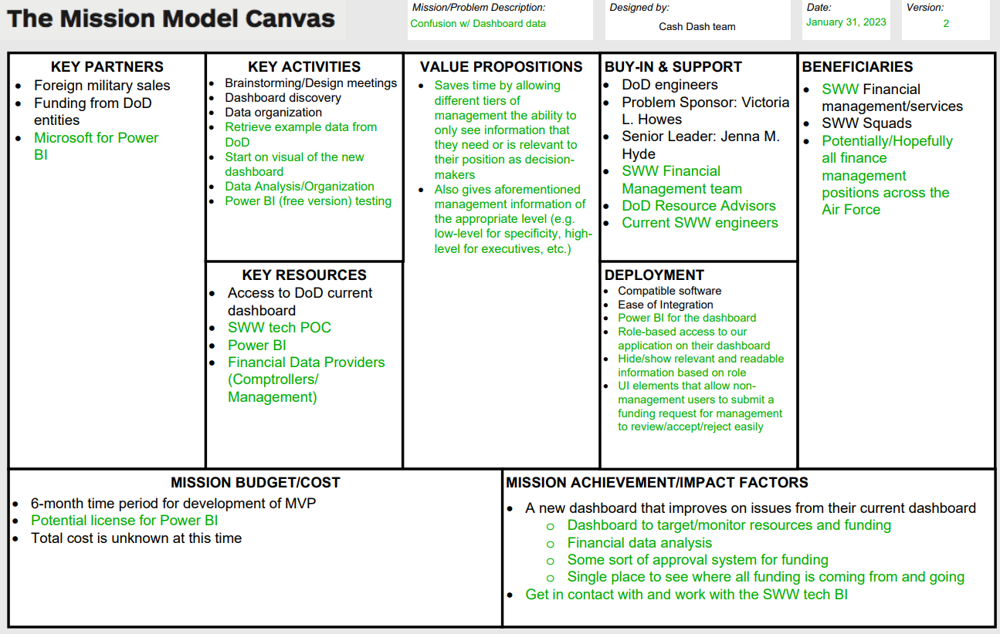 The Mission Model Canvas
Mission/Problem Description:
Confusion w/ Dashboard data
Designed by:
Cash Dash team
Date:
January 31, 2023
Version:
2
KEY PARTNERS
• Foreign military sales
• Funding from DoD
entities
• Microsoft for Power
BI
KEY ACTIVITIES
• Brainstorming/Design meetings
• Dashboard discovery
• Data organization
• Retrieve example data from
DoD
• Start on visual of the new
dashboard
• Data Analysis/Organization
• Power BI (free version) testing
KEY RESOURCES
• Access to DoD current
dashboard
• SWW tech POC
• Power BI
• Financial Data Providers
(Comptrollers/
Management)
VALUE PROPOSITIONS
• Saves time by allowing
different tiers of
management the ability to
only see information that
they need or is relevant to
their position as decision-
makers
• Also gives aforementioned
management information of
the appropriate level (e.g.
low-level for specificity, high-
level for executives, etc.)
BUY-IN & SUPPORT
• DoD engineers
• Problem Sponsor: Victoria
L. Howes
• Senior Leader: Jenna M.
Hyde
• SWW Financial
Management team
• DoD Resource Advisors
• Current SWW engineers
DEPLOYMENT
• Compatible software
• Ease of Integration
• Power BI for the dashboard
• Role-based access to our
application on their dashboard
• Hide/show relevant and readable
information based on role
• UI elements that allow non-
management users to submit a
funding request for management
to review/accept/reject easily
BENEFICIARIES
• SWW Financial
management/services
• SWW Squads
• Potentially/Hopefully
all finance
management
positions across the
Air Force
MISSION BUDGET/COST
• 6-month time period for development of MVP
• Potential license for Power BI
• Total cost is unknown at this time
MISSION ACHIEVEMENT/IMPACT FACTORS
• A new dashboard that improves on issues from their current dashboard
o Dashboard to target/monitor resources and funding
o Financial data analysis
o Some sort of approval system for funding
o Single place to see where all funding is coming from and going
• Get in contact with and work with the SWW tech BI